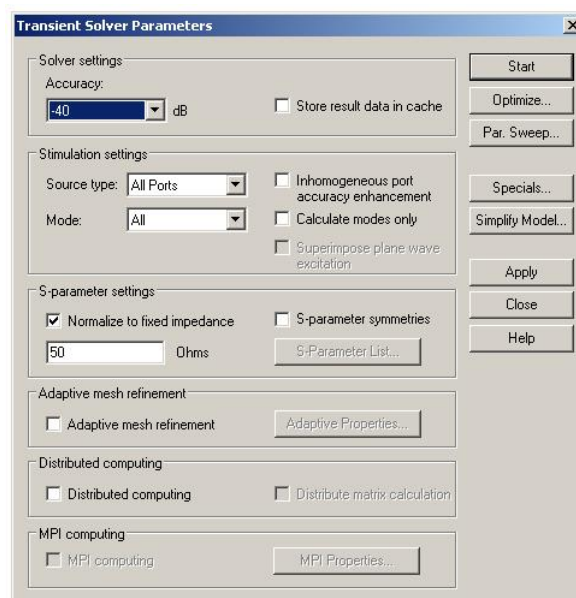 Transient Solver Parameters
Solver settings
Accuracy:
-40 dB
Store result data in cache
Stimulation settings
Source type: All Ports
Inhomogeneous port
accuracy enhancement
Mode: All
Calculate modes only
Superimpose plane wave
excitation
S-parameter settings
Normalize to fixed impedance
S-parameter symmetries
50 Ohms
S-Parameter List...
Adaptive mesh refinement
Adaptive mesh refinement
Adaptive Properties...
Distributed computing
Distributed computing
Distribute matrix calculation
MPI computing
MPI computing
MPI Properties...
Start
Optimize...
Par. Sweep...
Specials...
Simplify Model...
Apply
Close
Help